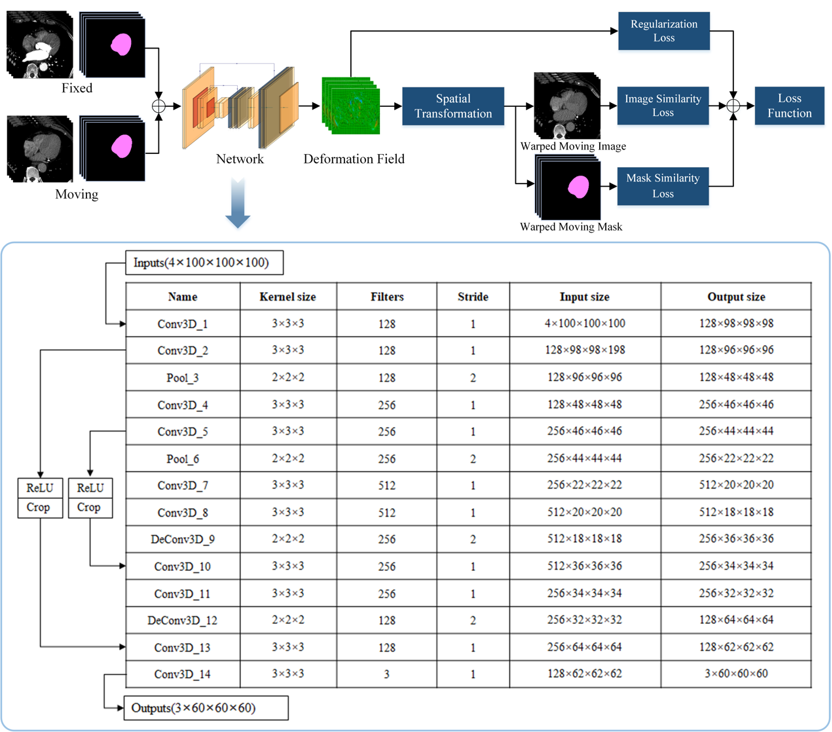 Fixed
Moving
Network
Deformation Field
Spatial
Transformation
Regularization
Loss
Image Similarity
Loss
Mask Similarity
Loss
Loss
Function
Warped Moving Image
Warped Moving Mask
Inputs(4×100×100×100)
Name Kernel size Filters Stride Input size Output size
Conv3D_1 3×3×3 128 1 4×100×100×100 128×98×98×98
Conv3D_2 3×3×3 128 1 128×98×98×198 128×96×96×96
Pool_3 2×2×2 128 2 128×96×96×96 128×48×48×48
Conv3D_4 3×3×3 256 1 128×48×48×48 256×46×46×46
Conv3D_5 3×3×3 256 1 256×46×46×46 256×44×44×44
Pool_6 2×2×2 256 2 256×44×44×44 256×22×22×22
Conv3D_7 3×3×3 512 1 256×22×22×22 512×20×20×20
Conv3D_8 3×3×3 512 1 512×20×20×20 512×18×18×18
DeConv3D_9 2×2×2 256 2 512×18×18×18 256×36×36×36
Conv3D_10 3×3×3 256 1 512×36×36×36 256×34×34×34
Conv3D_11 3×3×3 256 1 256×34×34×34 256×32×32×32
DeConv3D_12 2×2×2 128 2 256×32×32×32 128×64×64×64
Conv3D_13 3×3×3 128 1 256×64×64×64 128×62×62×62
Conv3D_14 3×3×3 3 1 128×62×62×62 3×60×60×60
ReLU
Crop
ReLU
Crop
Outputs(3×60×60×60)